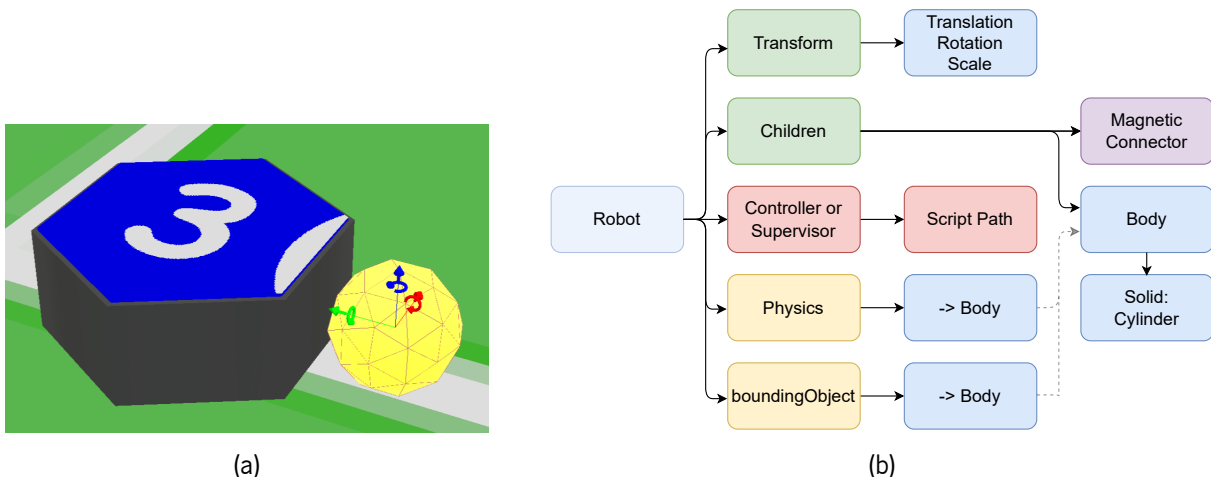 3
(a)
Robot
Transform
Translation
Rotation
Scale
Children
Magnetic
Connector
Controller or
Supervisor
Script Path
Body
Physics
-> Body
Solid:
Cylinder
boundingObject
-> Body
(b)